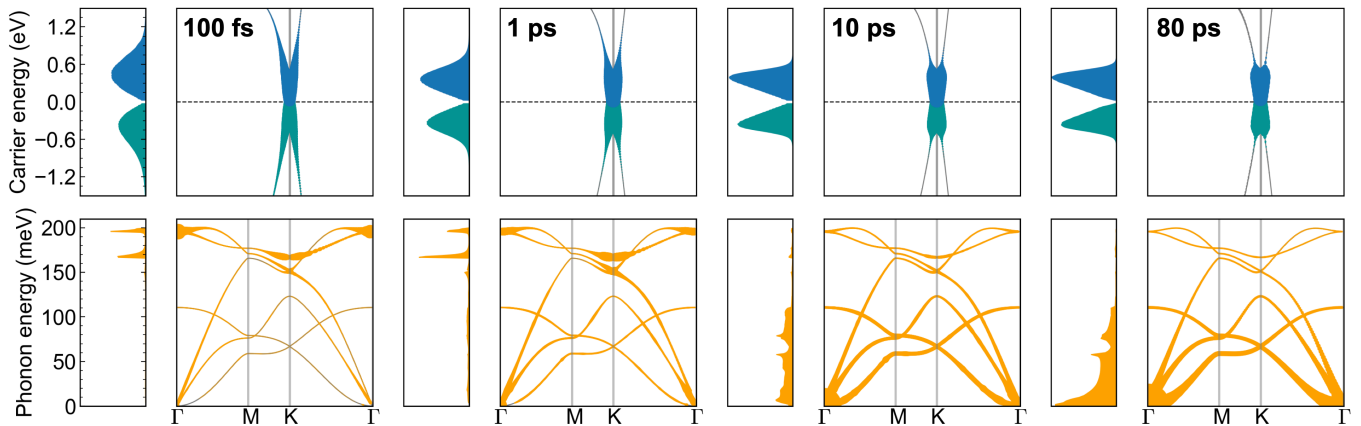 Carrier energy (eV)
1.2
0.6
0.0
−0.6
−1.2
100 fs
1 ps
10 ps
80 ps
Phonon energy (meV)
200
150
100
50
0
Γ M K Γ
Γ M K Γ
Γ M K Γ
Γ M K Γ